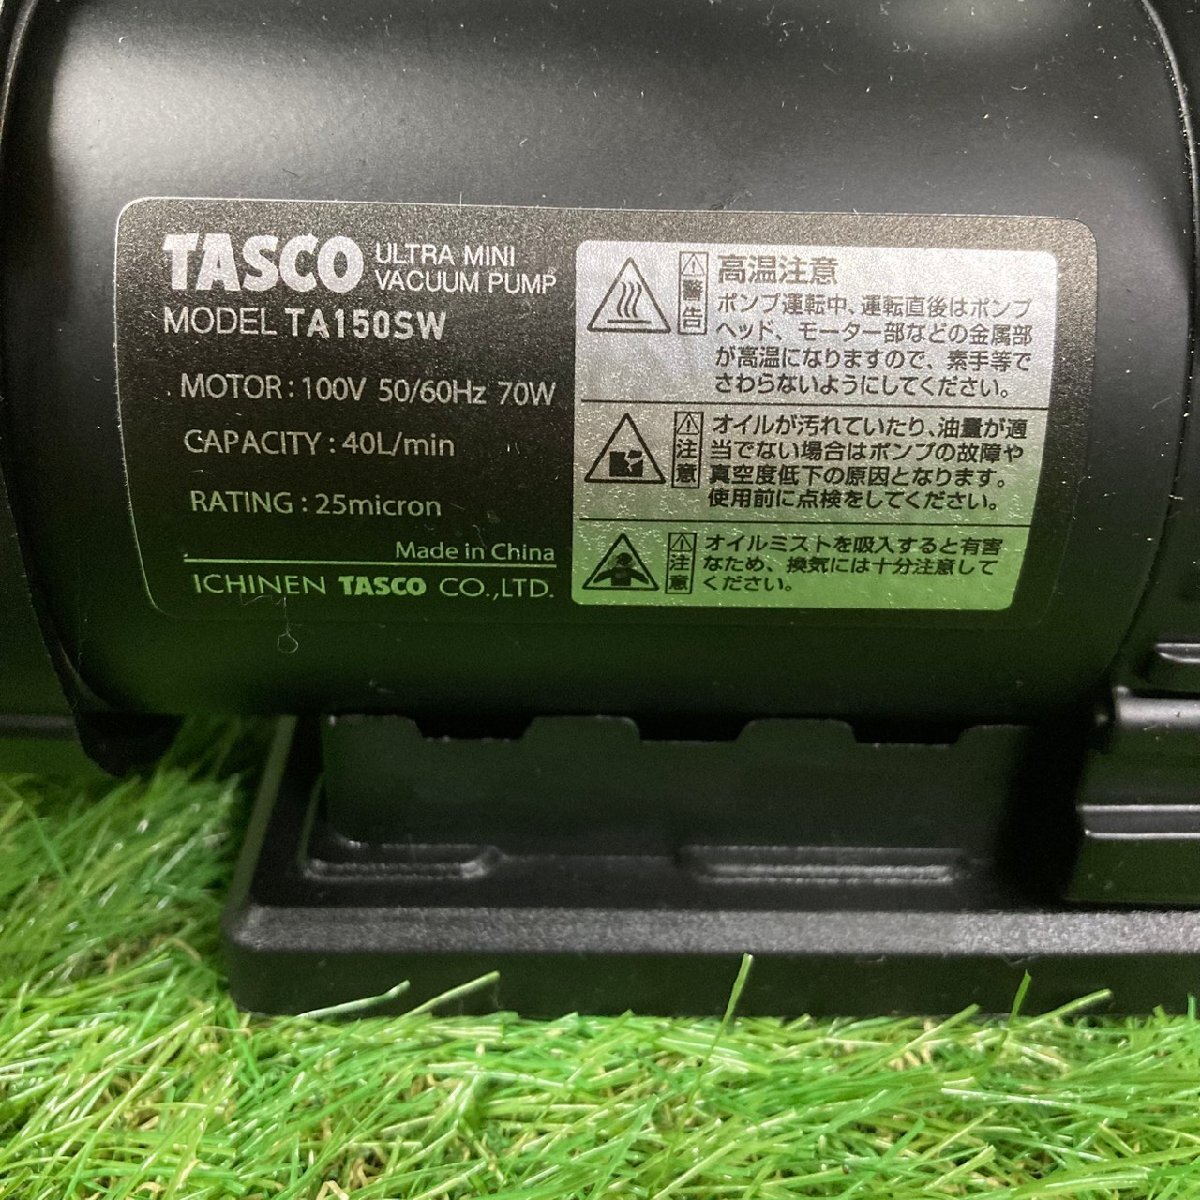 TASCO ULTRA MINI
VACUUM PUMP
MODEL TA150SW
MOTOR : 100V 50/60Hz 70W
CAPACITY : 40L/min
RATING : 25micron
Made in China
ICHINEN TASCO CO.,LTD.
警告
高温注意
ポンプ運転中、運転直後はポンプ
ヘッド、モーター部などの金属部
が高温になりますので、素手等で
さわらないようにしてください。
注意
オイルが汚れていたり、油量が適
当でない場合はポンプの故障や
真空度低下の原因となります。
使用前に点検をしてください。
注意
オイルミストを吸入すると有害
なため、換気には十分注意して
ください。